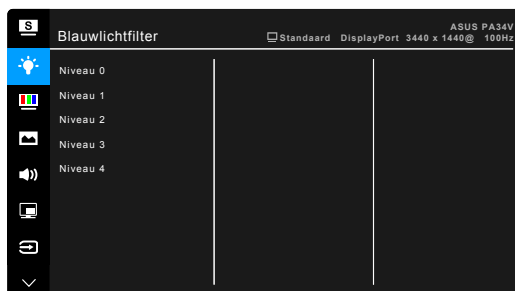 S
ASUS PA34V
Blauwlichtfilter
Standaard DisplayPort 3440 x 1440@ 100Hz
Niveau 0
Niveau 1
Niveau 2
Niveau 3
Niveau 4